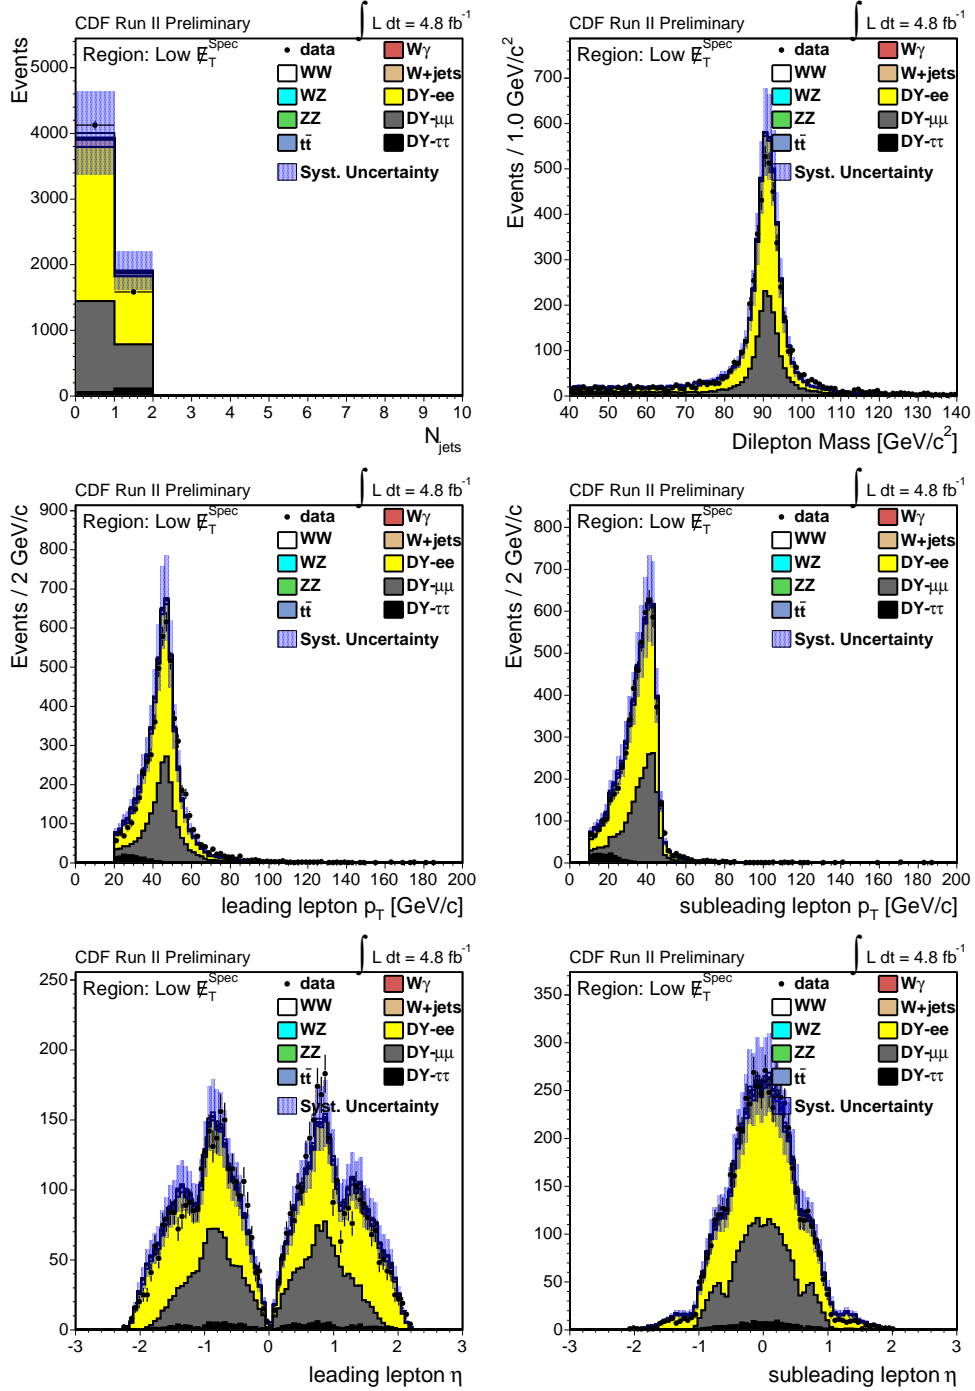 CDF Run II Preliminary ∫ L dt = 4.8 fb⁻¹
Region: Low E̸_T^Spec
data
WW
WZ
ZZ
tt̄
Syst. Uncertainty
Wγ
W+jets
DY-ee
DY-μμ
DY-ττ
Events
5000
4000
3000
2000
1000
0
0 1 2 3 4 5 6 7 8 9 10
N_jets
CDF Run II Preliminary ∫ L dt = 4.8 fb⁻¹
Region: Low E̸_T^Spec
data
WW
WZ
ZZ
tt̄
Syst. Uncertainty
Wγ
W+jets
DY-ee
DY-μμ
DY-ττ
Events / 1.0 GeV/c²
700
600
500
400
300
200
100
0
40 50 60 70 80 90 100 110 120 130 140
Dilepton Mass [GeV/c²]
CDF Run II Preliminary ∫ L dt = 4.8 fb⁻¹
Region: Low E̸_T^Spec
data
WW
WZ
ZZ
tt̄
Syst. Uncertainty
Wγ
W+jets
DY-ee
DY-μμ
DY-ττ
Events / 2 GeV/c
900
800
700
600
500
400
300
200
100
0
0 20 40 60 80 100 120 140 160 180 200
leading lepton p_T [GeV/c]
CDF Run II Preliminary ∫ L dt = 4.8 fb⁻¹
Region: Low E̸_T^Spec
data
WW
WZ
ZZ
tt̄
Syst. Uncertainty
Wγ
W+jets
DY-ee
DY-μμ
DY-ττ
Events / 2 GeV/c
800
700
600
500
400
300
200
100
0
0 20 40 60 80 100 120 140 160 180 200
subleading lepton p_T [GeV/c]
CDF Run II Preliminary ∫ L dt = 4.8 fb⁻¹
Region: Low E̸_T^Spec
data
WW
WZ
ZZ
tt̄
Syst. Uncertainty
Wγ
W+jets
DY-ee
DY-μμ
DY-ττ
250
200
150
100
50
0
-3 -2 -1 0 1 2 3
leading lepton η
CDF Run II Preliminary ∫ L dt = 4.8 fb⁻¹
Region: Low E̸_T^Spec
data
WW
WZ
ZZ
tt̄
Syst. Uncertainty
Wγ
W+jets
DY-ee
DY-μμ
DY-ττ
350
300
250
200
150
100
50
0
-3 -2 -1 0 1 2 3
subleading lepton η